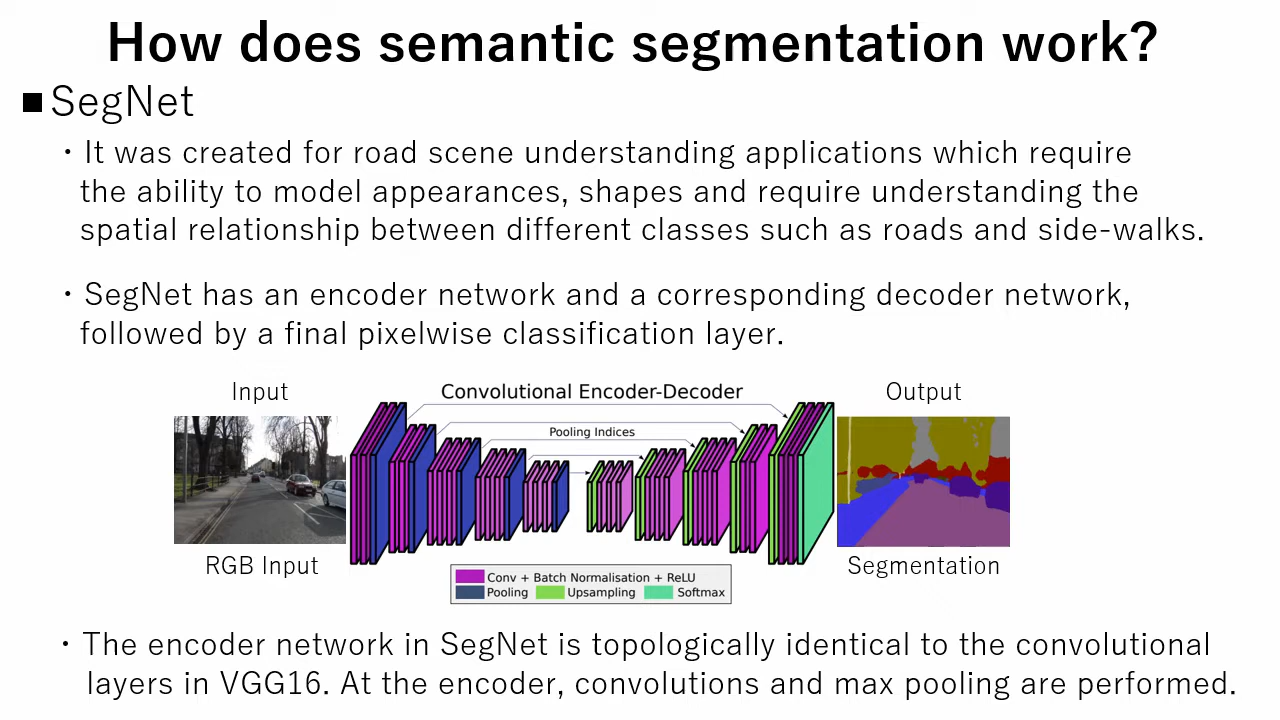 How does semantic segmentation work?
■SegNet
・It was created for road scene understanding applications which require
the ability to model appearances, shapes and require understanding the
spatial relationship between different classes such as roads and side-walks.
・SegNet has an encoder network and a corresponding decoder network,
followed by a final pixelwise classification layer.
Input
Convolutional Encoder-Decoder
Output
Pooling Indices
RGB Input
Segmentation
Conv + Batch Normalisation + ReLU
Pooling Upsampling Softmax
・The encoder network in SegNet is topologically identical to the convolutional
layers in VGG16. At the encoder, convolutions and max pooling are performed.